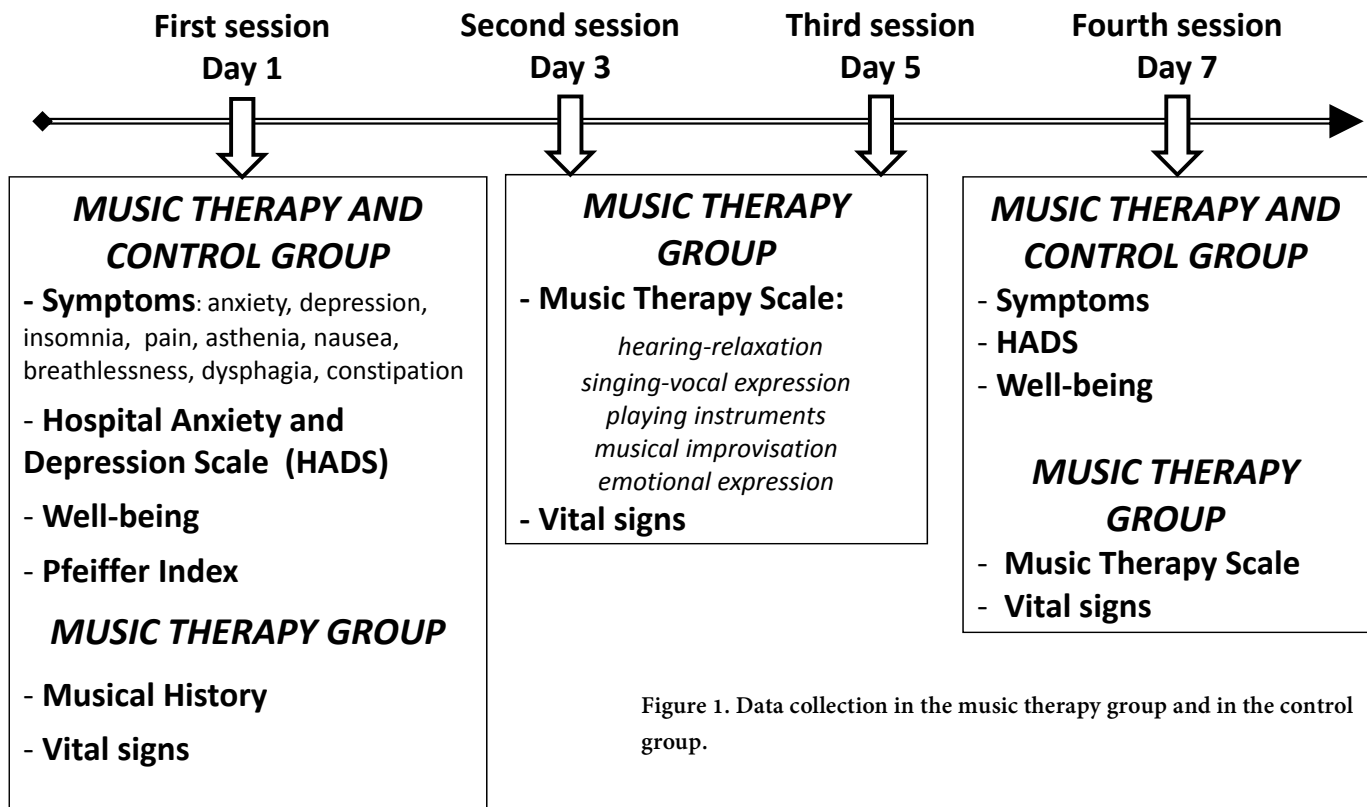 First session
Day 1
Second session
Day 3
Third session
Day 5
Fourth session
Day 7
MUSIC THERAPY AND
CONTROL GROUP
- Symptoms: anxiety, depression,
insomnia, pain, asthenia, nausea,
breathlessness, dysphagia, constipation
- Hospital Anxiety and
Depression Scale (HADS)
- Well-being
- Pfeiffer Index
MUSIC THERAPY GROUP
- Musical History
- Vital signs
MUSIC THERAPY
GROUP
- Music Therapy Scale:
hearing-relaxation
singing-vocal expression
playing instruments
musical improvisation
emotional expression
- Vital signs
MUSIC THERAPY AND
CONTROL GROUP
- Symptoms
- HADS
- Well-being
MUSIC THERAPY
GROUP
- Music Therapy Scale
- Vital signs
Figure 1. Data collection in the music therapy group and in the control
group.